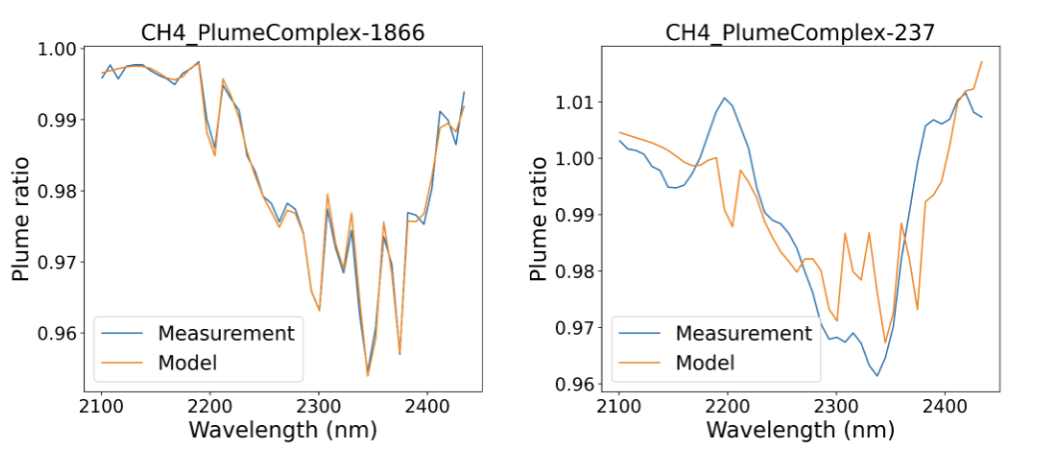 CH4_PlumeComplex-1866
1.00
0.99
0.98
0.97
0.96
Plume ratio
Measurement
Model
2100 2200 2300 2400
Wavelength (nm)
CH4_PlumeComplex-237
1.01
1.00
0.99
0.98
0.97
0.96
Plume ratio
Measurement
Model
2100 2200 2300 2400
Wavelength (nm)